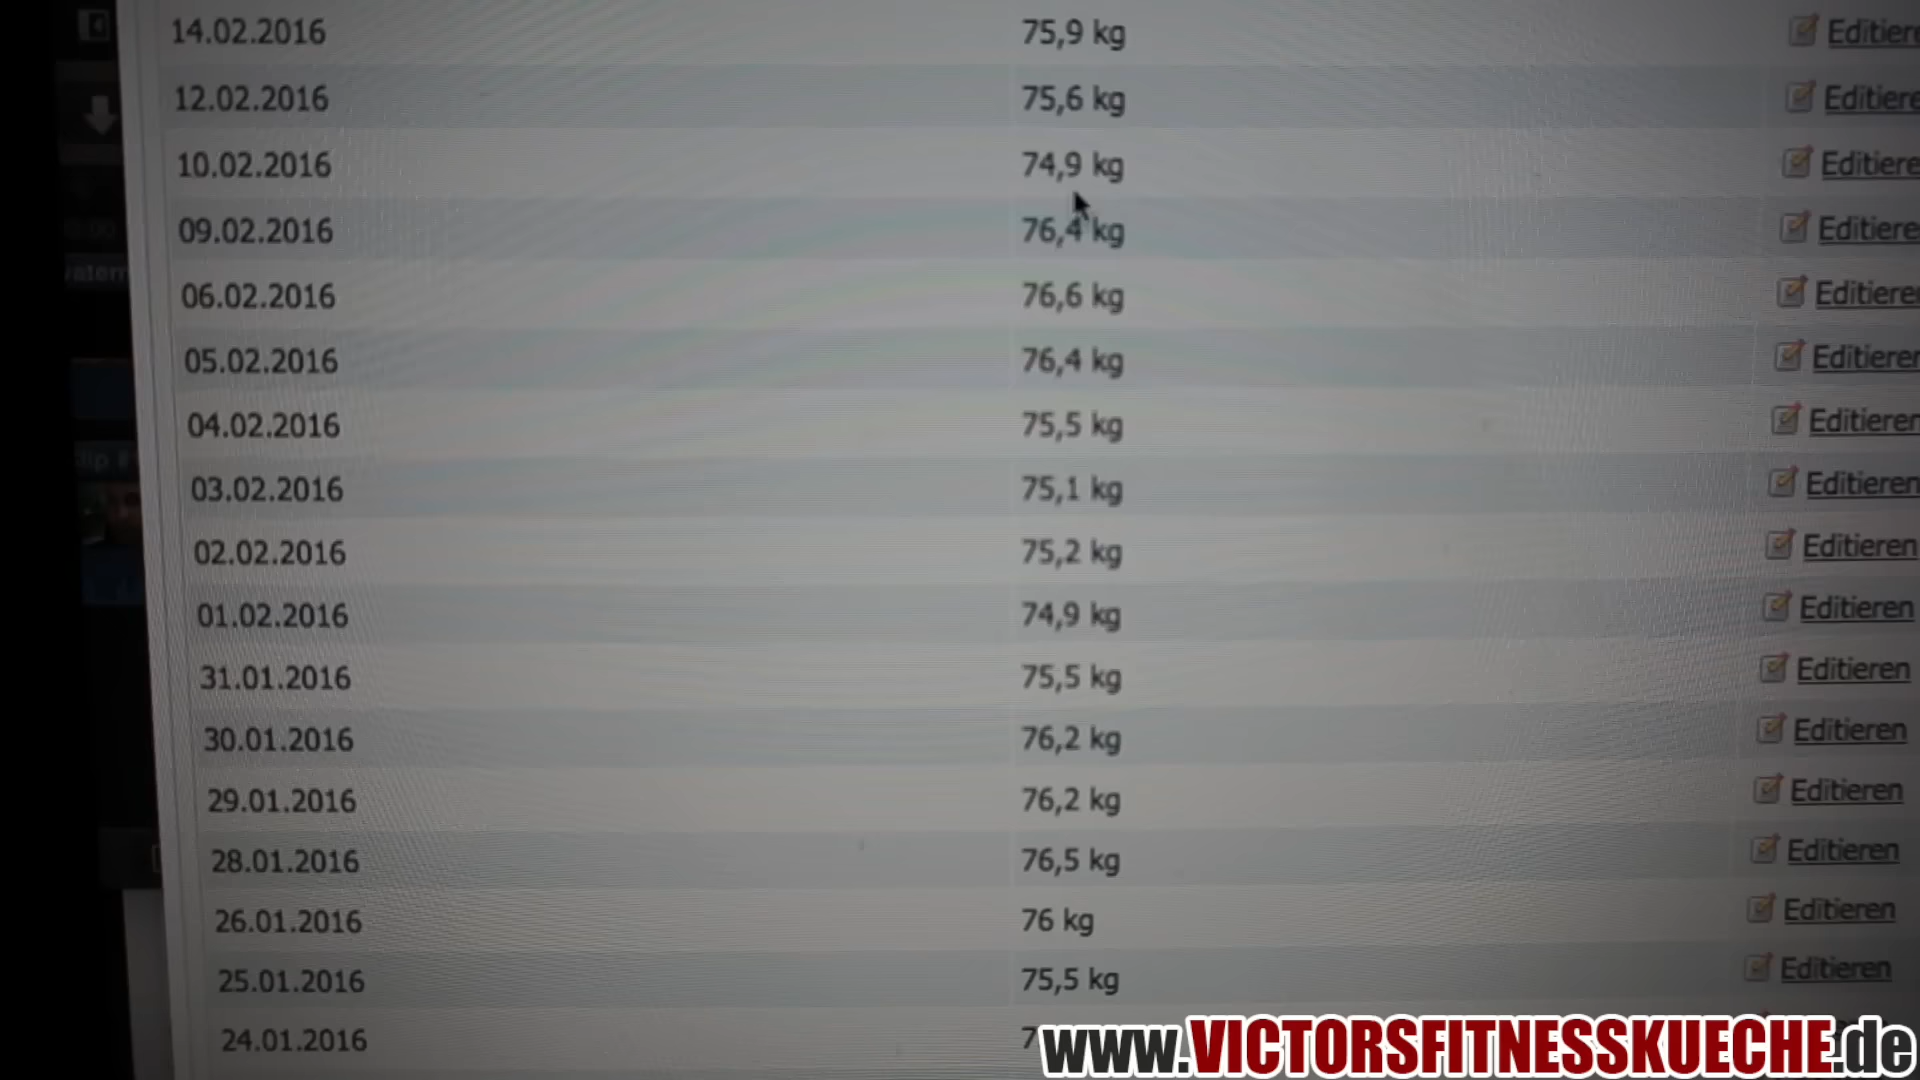 14.02.2016 75,9 kg
12.02.2016 75,6 kg Editiere
10.02.2016 74,9 kg Editiere
09.02.2016 76,4 kg Editiere
06.02.2016 76,6 kg Editieren
05.02.2016 76,4 kg Editieren
04.02.2016 75,5 kg Editieren
03.02.2016 75,1 kg Editieren
02.02.2016 75,2 kg Editieren
01.02.2016 74,9 kg Editieren
31.01.2016 75,5 kg Editieren
30.01.2016 76,2 kg Editieren
29.01.2016 76,2 kg Editieren
28.01.2016 76,5 kg Editieren
26.01.2016 76 kg Editieren
25.01.2016 75,5 kg Editieren
24.01.2016
www.VICTORSFITNESSKUECHE.de